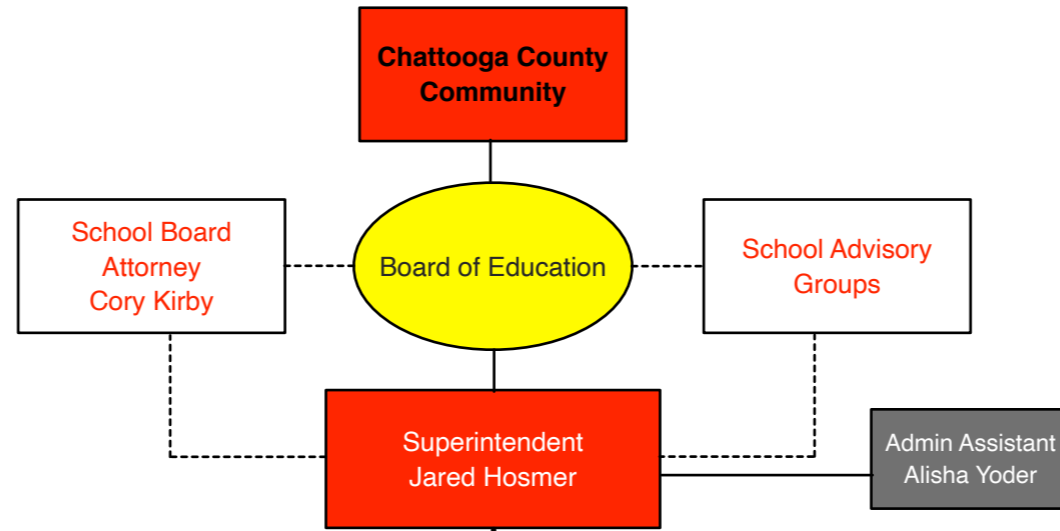 Chattooga County
Community
School Board
Attorney
Cory Kirby
Board of Education
School Advisory
Groups
Superintendent
Jared Hosmer
Admin Assistant
Alisha Yoder